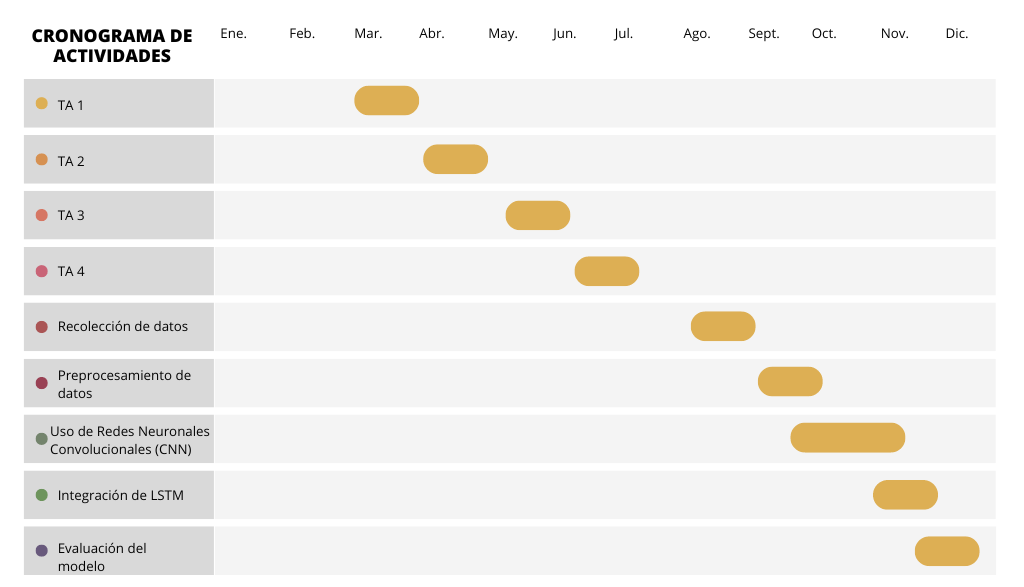 CRONOGRAMA DE
ACTIVIDADES
Ene. Feb. Mar. Abr. May. Jun. Jul. Ago. Sept. Oct. Nov. Dic.
TA 1
TA 2
TA 3
TA 4
Recolección de datos
Preprocesamiento de
datos
Uso de Redes Neuronales
Convolucionales (CNN)
Integración de LSTM
Evaluación del
modelo